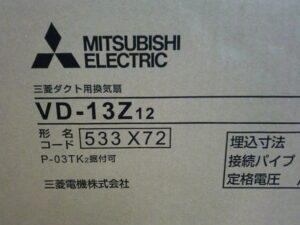 MITSUBISHI
ELECTRIC
三菱ダクト用換気扇
VD-13Z12
形名
コード 533X72
P-03TK2据付可
三菱電機株式会社
埋込寸法
接続パイプ
定格電圧